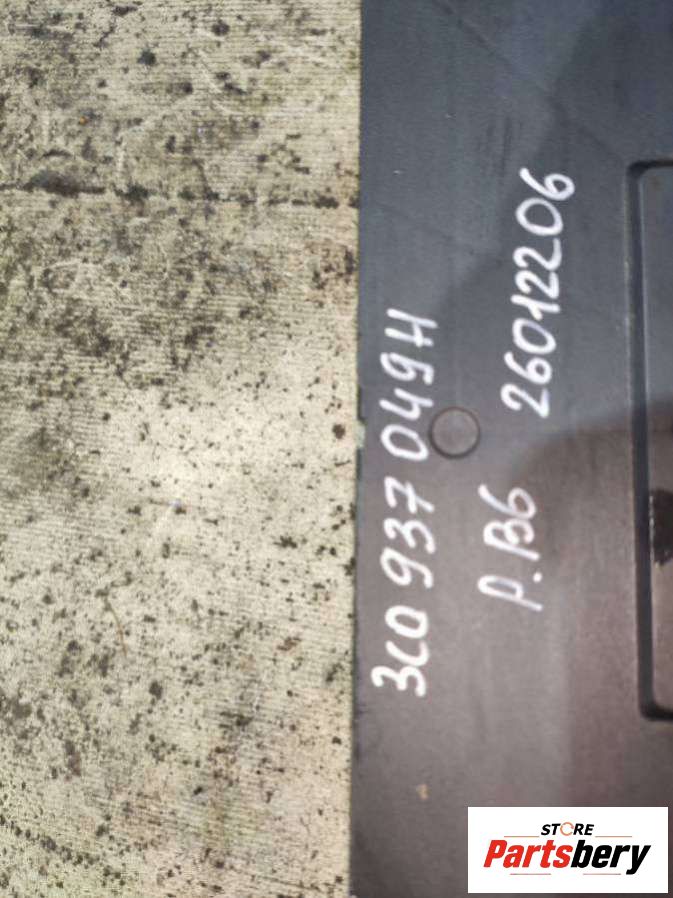 3C0 937 049H
P.B6 26012206
STORE
Partsbery